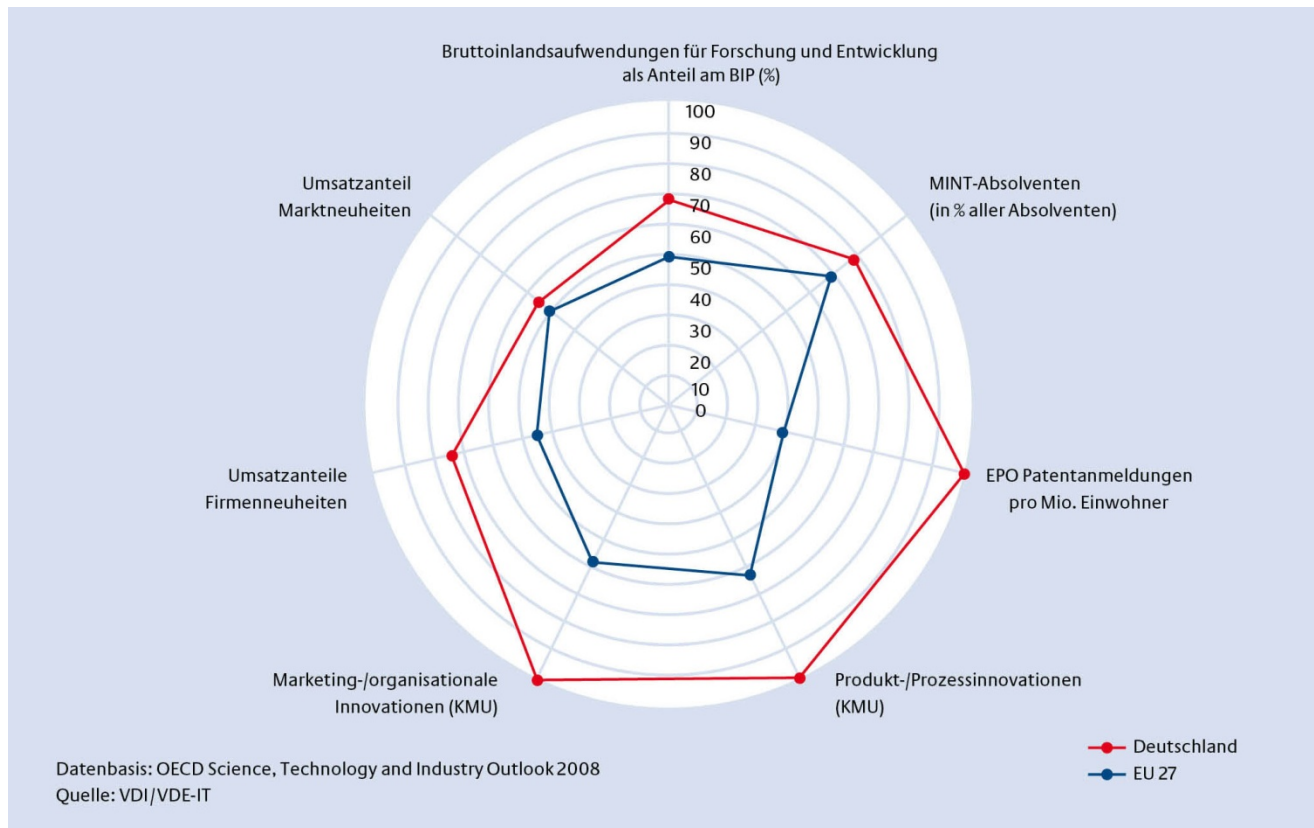 Bruttoinlandsaufwendungen für Forschung und Entwicklung
als Anteil am BIP (%)
100
90
80
70
60
50
40
30
20
10
0
Umsatzanteil
Marktneuheiten
MINT-Absolventen
(in % aller Absolventen)
Umsatzanteile
Firmenneuheiten
EPO Patentanmeldungen
pro Mio. Einwohner
Marketing-/organisationale
Innovationen (KMU)
Produkt-/Prozessinnovationen
(KMU)
Deutschland
EU 27
Datenbasis: OECD Science, Technology and Industry Outlook 2008
Quelle: VDI/VDE-IT